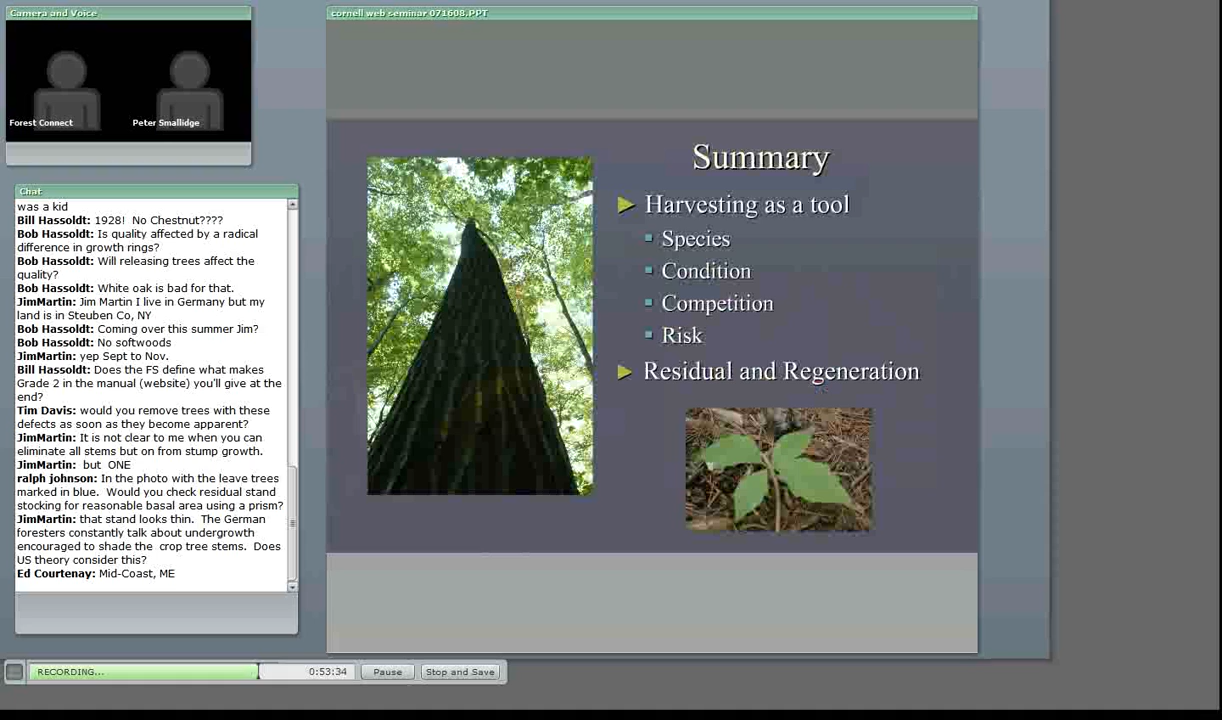 Camera and Voice
Forest Connect
Peter Smallidge
Chat
was a kid
Bill Hassoldt: 1928! No Chestnut????
Bob Hassoldt: Is quality affected by a radical
difference in growth rings?
Bob Hassoldt: Will releasing trees affect the
quality?
Bob Hassoldt: White oak is bad for that.
JimMartin: Jim Martin I live in Germany but my
land is in Steuben Co, NY
Bob Hassoldt: Coming over this summer Jim?
Bob Hassoldt: No softwoods
JimMartin: yep Sept to Nov.
Bill Hassoldt: Does the FS define what makes
Grade 2 in the manual (website) you'll give at the
end?
Tim Davis: would you remove trees with these
defects as soon as they become apparent?
JimMartin: It is not clear to me when you can
eliminate all stems but on from stump growth.
JimMartin: but ONE
ralph johnson: In the photo with the leave trees
marked in blue. Would you check residual stand
stocking for reasonable basal area using a prism?
JimMartin: that stand looks thin. The German
foresters constantly talk about undergrowth
encouraged to shade the crop tree stems. Does
US theory consider this?
Ed Courtenay: Mid-Coast, ME
cornell web seminar 071608.PPT
Summary
Harvesting as a tool
Species
Condition
Competition
Risk
Residual and Regeneration
RECORDING...
0:53:34
Pause
Stop and Save